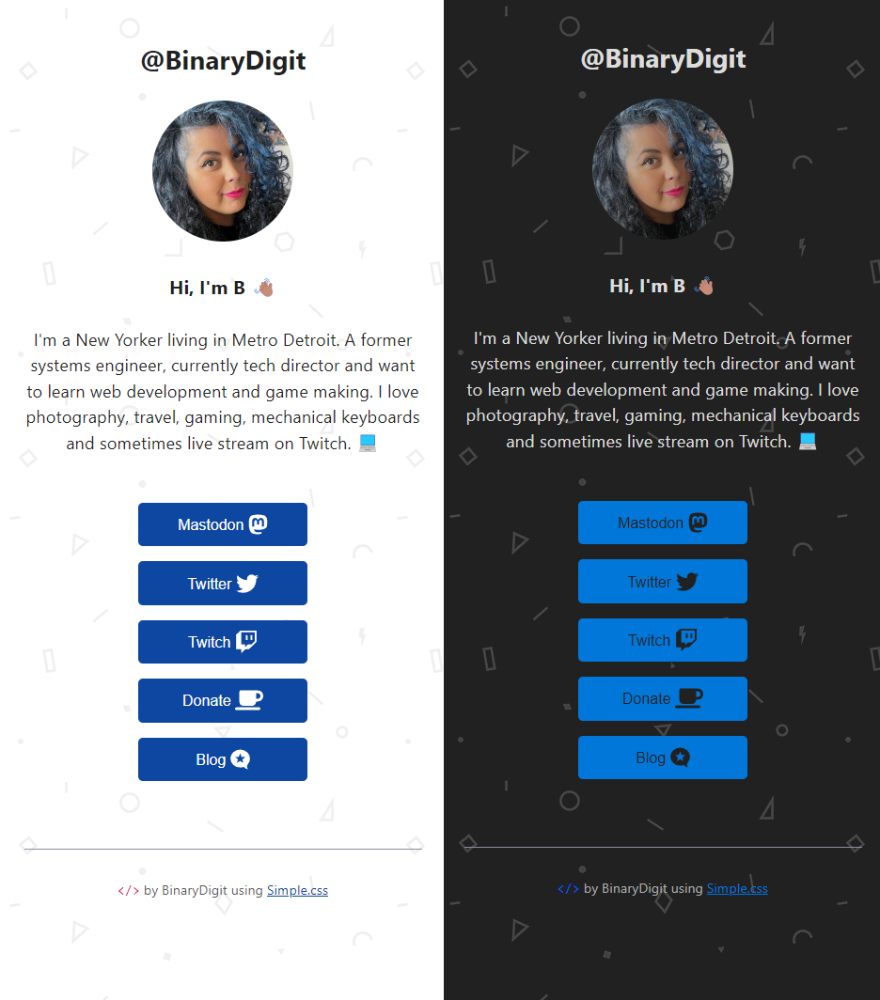 @BinaryDigit
Hi, I'm B 👋🏽
I'm a New Yorker living in Metro Detroit. A former
systems engineer, currently tech director and want
to learn web development and game making. I love
photography, travel, gaming, mechanical keyboards
and sometimes live stream on Twitch. 💻
Mastodon
Twitter
Twitch
Donate
Blog
</> by BinaryDigit using Simple.css
@BinaryDigit
Hi, I'm B 👋🏽
I'm a New Yorker living in Metro Detroit. A former
systems engineer, currently tech director and want
to learn web development and game making. I love
photography, travel, gaming, mechanical keyboards
and sometimes live stream on Twitch. 💻
Mastodon
Twitter
Twitch
Donate
Blog
</> by BinaryDigit using Simple.css